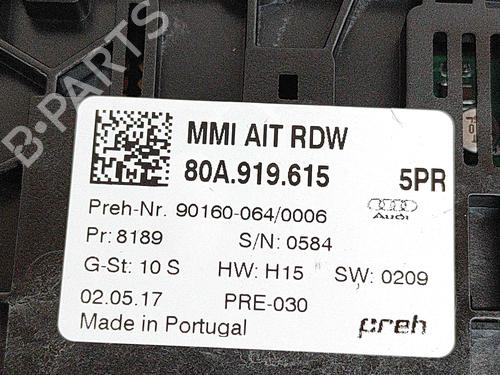 B-PARTS
MMI AIT RDW
80A.919.615 5PR
Preh-Nr. 90160-064/0006
Audi
Pr: 8189 S/N: 0584
G-St: 10 S HW: H15 SW: 0209
02.05.17 PRE-030
Made in Portugal preh